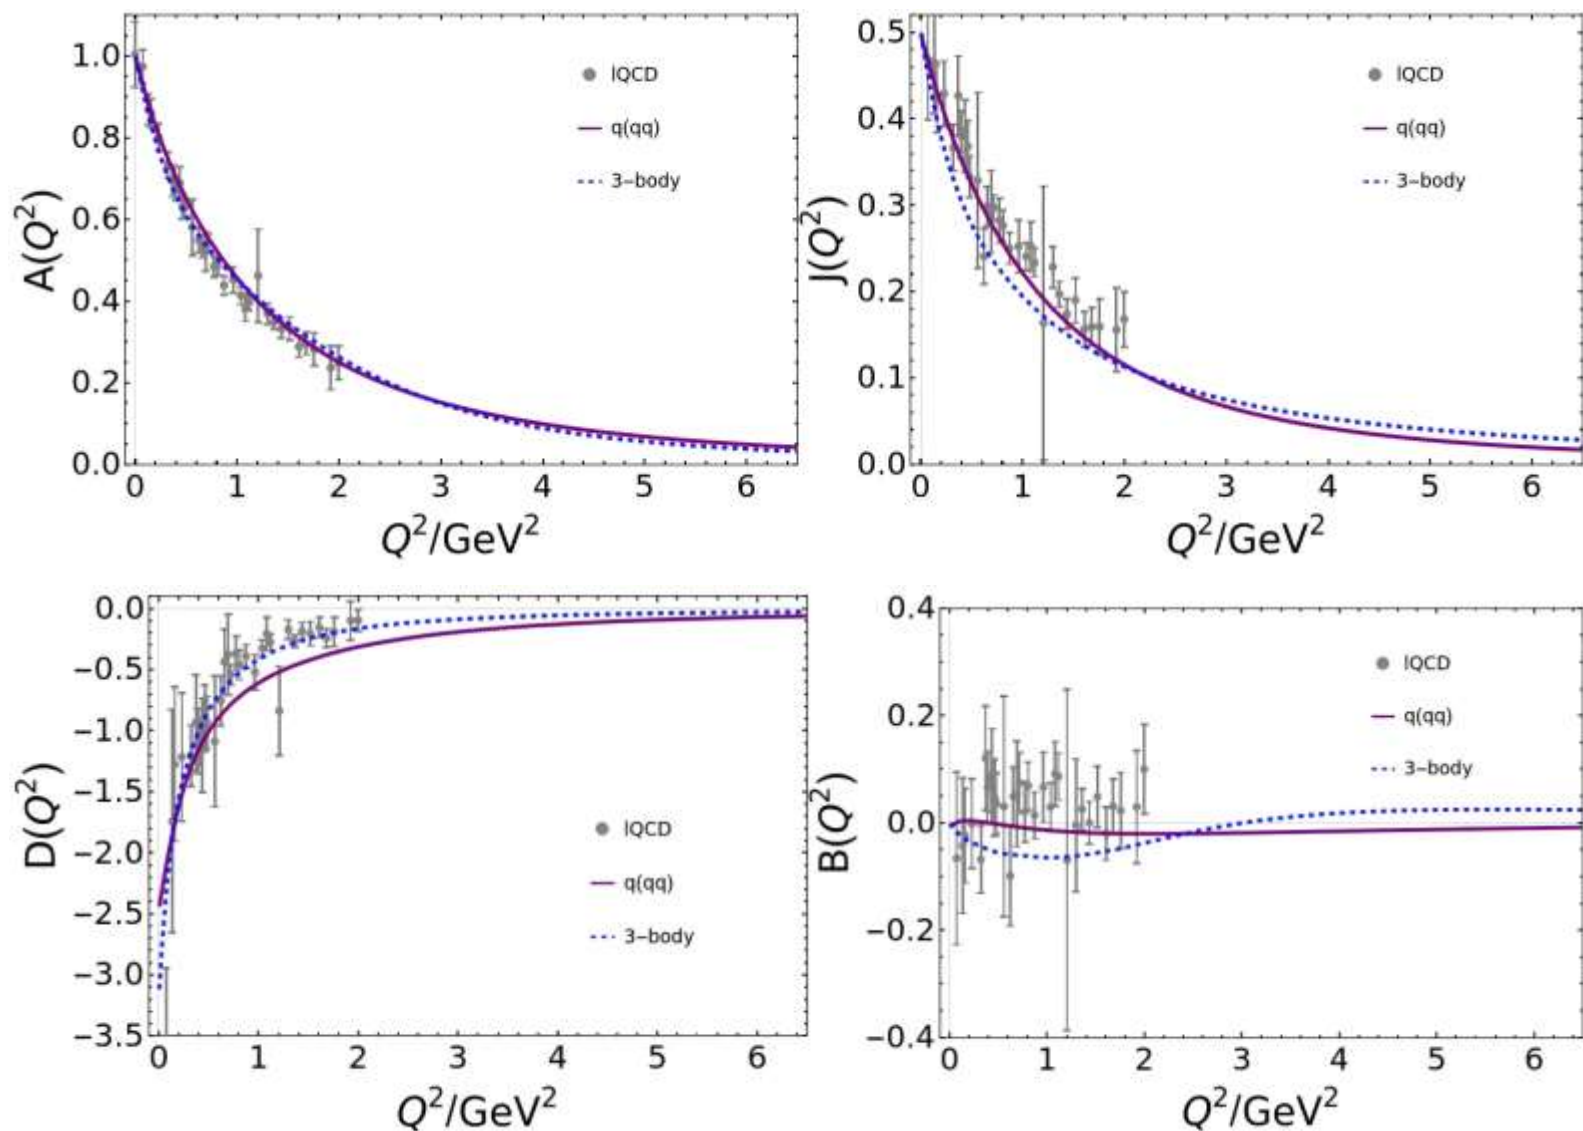 A(Q²)
1.0
0.8
0.6
0.4
0.2
0.0
lQCD
q(qq)
3−body
0 1 2 3 4 5 6
Q²/GeV²
J(Q²)
0.5
0.4
0.3
0.2
0.1
0.0
lQCD
q(qq)
3−body
0 1 2 3 4 5 6
Q²/GeV²
D(Q²)
0.0
−0.5
−1.0
−1.5
−2.0
−2.5
−3.0
−3.5
lQCD
q(qq)
3−body
0 1 2 3 4 5 6
Q²/GeV²
B(Q²)
0.4
0.2
0.0
−0.2
−0.4
lQCD
q(qq)
3−body
0 1 2 3 4 5 6
Q²/GeV²